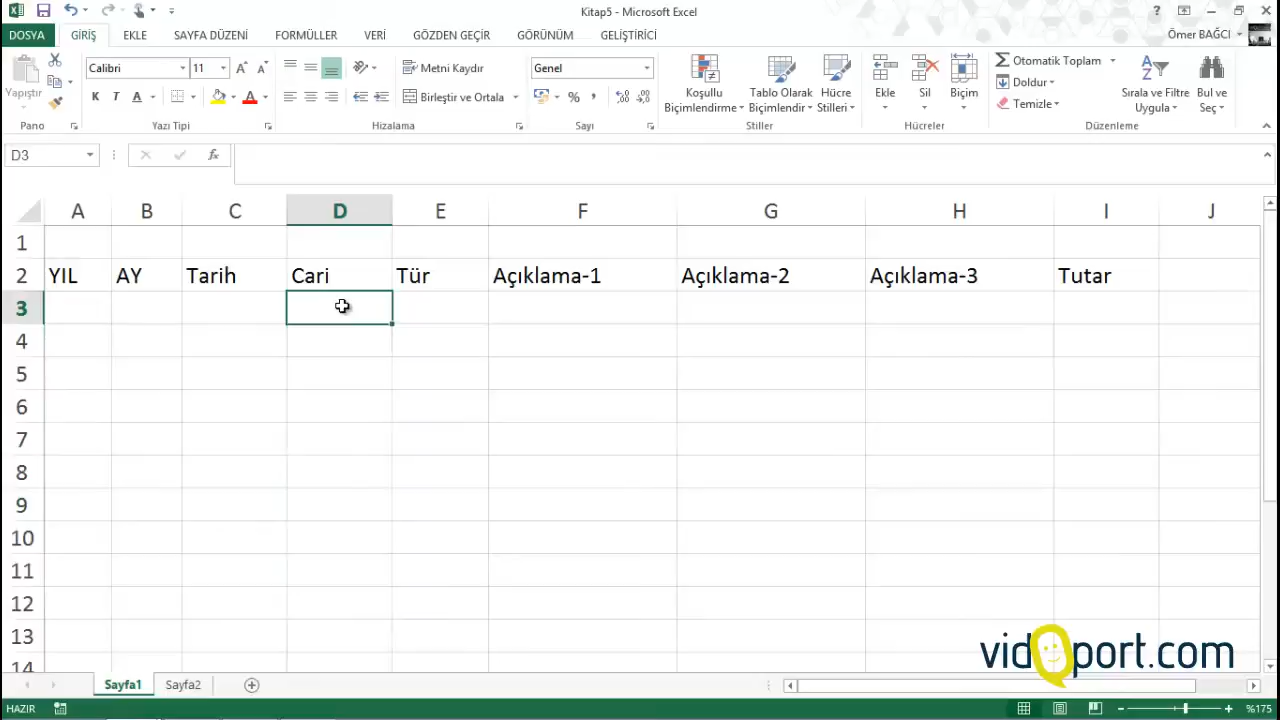 Kitap5 - Microsoft Excel
?
DOSYA GİRİŞ EKLE SAYFA DÜZENİ FORMÜLLER VERİ GÖZDEN GEÇİR GÖRÜNÜM GELİŞTİRİCİ Ömer BAĞCI
Yapıştır
Pano
Calibri 11
K T A
Yazı Tipi
Metni Kaydır
Birleştir ve Ortala
Hizalama
Genel
%
Sayı
Koşullu Biçimlendirme
Tablo Olarak Biçimlendir
Hücre Stilleri
Stiller
Ekle Sil Biçim
Hücreler
Otomatik Toplam
Doldur
Temizle
Sırala ve Filtre Uygula
Bul ve Seç
Düzenleme
D3 fx
A B C D E F G H I J
1
2 YIL AY Tarih Cari Tür Açıklama-1 Açıklama-2 Açıklama-3 Tutar
3
4
5
6
7
8
9
10
11
12
13
14
vidoport.com
Sayfa1 Sayfa2
HAZIR %175